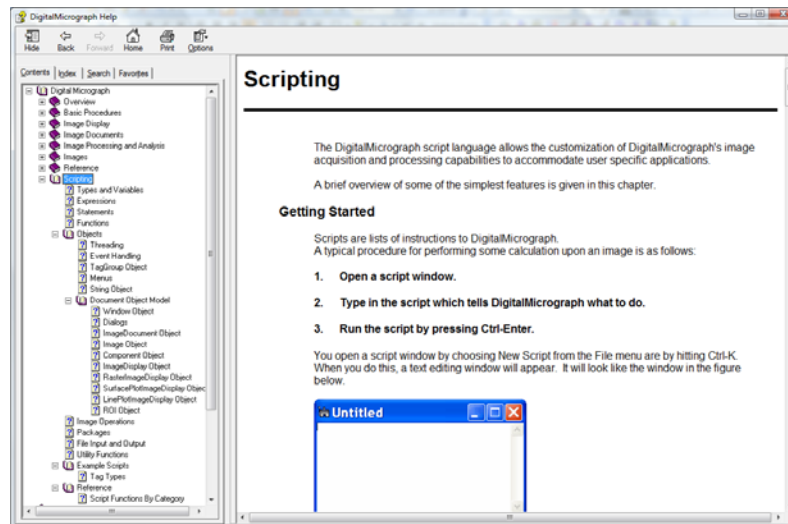 DigitalMicrograph Help
Hide Back Forward Home Print Options
Contents Index Search Favorites
Digital Micrograph
Overview
Basic Procedures
Image Display
Image Documents
Image Processing and Analysis
Images
Reference
Scripting
Types and Variables
Expressions
Statements
Functions
Objects
Threading
Event Handling
TagGroup Object
Menus
String Object
Document Object Model
Window Object
Dialogs
ImageDocument Object
Image Object
Component Object
ImageDisplay Object
RasterImageDisplay Object
SurfacePlotImageDisplay Objec
LinePlotImageDisplay Object
ROI Object
Image Operations
Packages
File Input and Output
Utility Functions
Example Scripts
Tag Types
Reference
Script Functions By Category
Scripting
The DigitalMicrograph script language allows the customization of DigitalMicrograph's image
acquisition and processing capabilities to accommodate user specific applications.
A brief overview of some of the simplest features is given in this chapter.
Getting Started
Scripts are lists of instructions to DigitalMicrograph.
A typical procedure for performing some calculation upon an image is as follows:
1. Open a script window.
2. Type in the script which tells DigitalMicrograph what to do.
3. Run the script by pressing Ctrl-Enter.
You open a script window by choosing New Script from the File menu are by hitting Ctrl-K.
When you do this, a text editing window will appear. It will look like the window in the figure
below.
Untitled